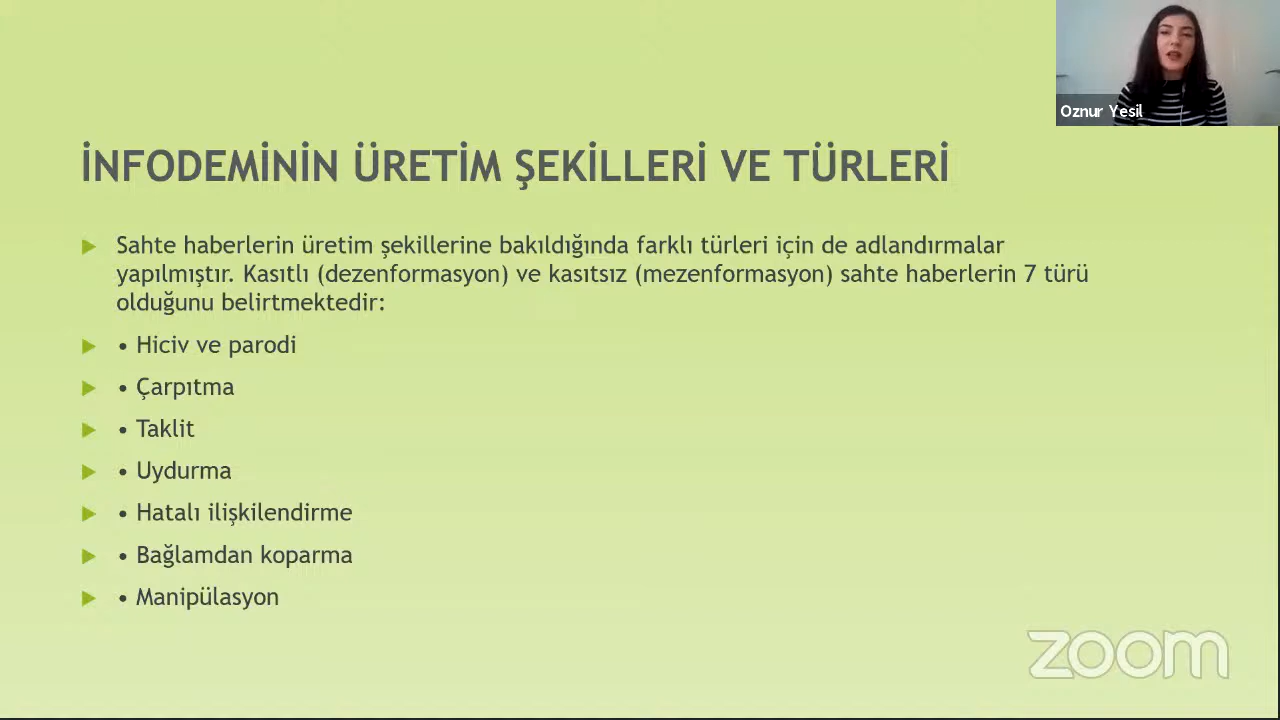 Oznur Yesil
İNFODEMİNİN ÜRETİM ŞEKİLLERİ VE TÜRLERİ
Sahte haberlerin üretim şekillerine bakıldığında farklı türleri için de adlandırmalar
yapılmıştır. Kasıtlı (dezenformasyon) ve kasıtsız (mezenformasyon) sahte haberlerin 7 türü
olduğunu belirtmektedir:
• Hiciv ve parodi
• Çarpıtma
• Taklit
• Uydurma
• Hatalı ilişkilendirme
• Bağlamdan koparma
• Manipülasyon
zoom